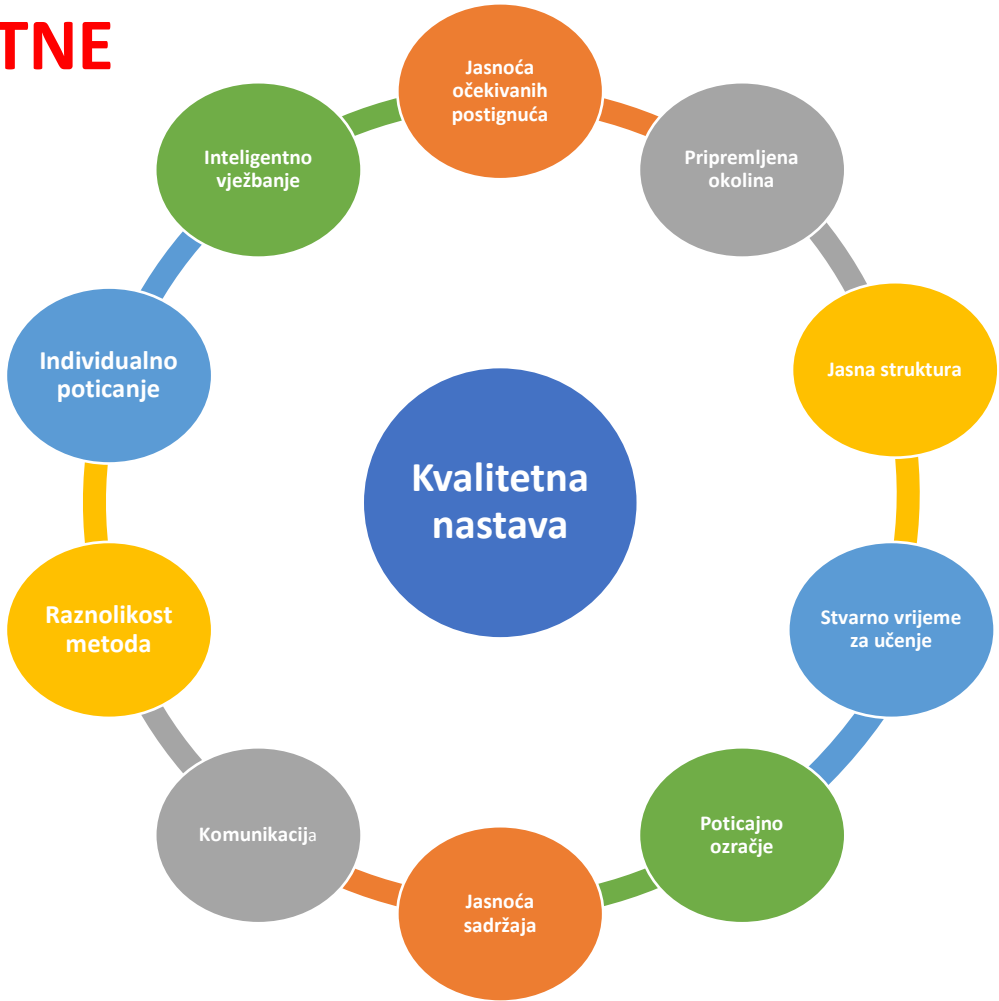 TNE
Jasnoća
očekivanih
postignuća
Pripremljena
okolina
Jasna struktura
Stvarno vrijeme
za učenje
Poticajno
ozračje
Jasnoća
sadržaja
Komunikacija
Raznolikost
metoda
Individualno
poticanje
Inteligentno
vježbanje
Kvalitetna
nastava